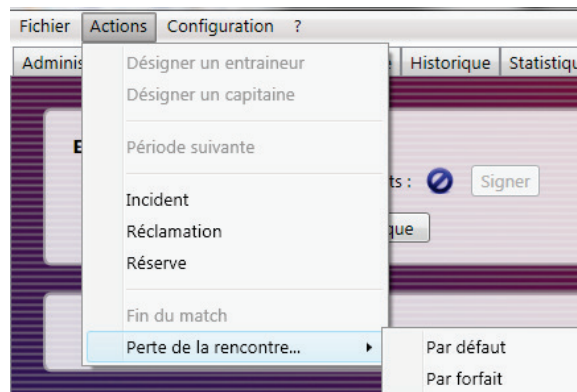 Fichier Actions Configuration ?
Adminis Historique Statistiqu
Désigner un entraineur
Désigner un capitaine
E Période suivante
ts : Signer
Incident
Réclamation que
Réserve
Fin du match
Perte de la rencontre... Par défaut
Par forfait